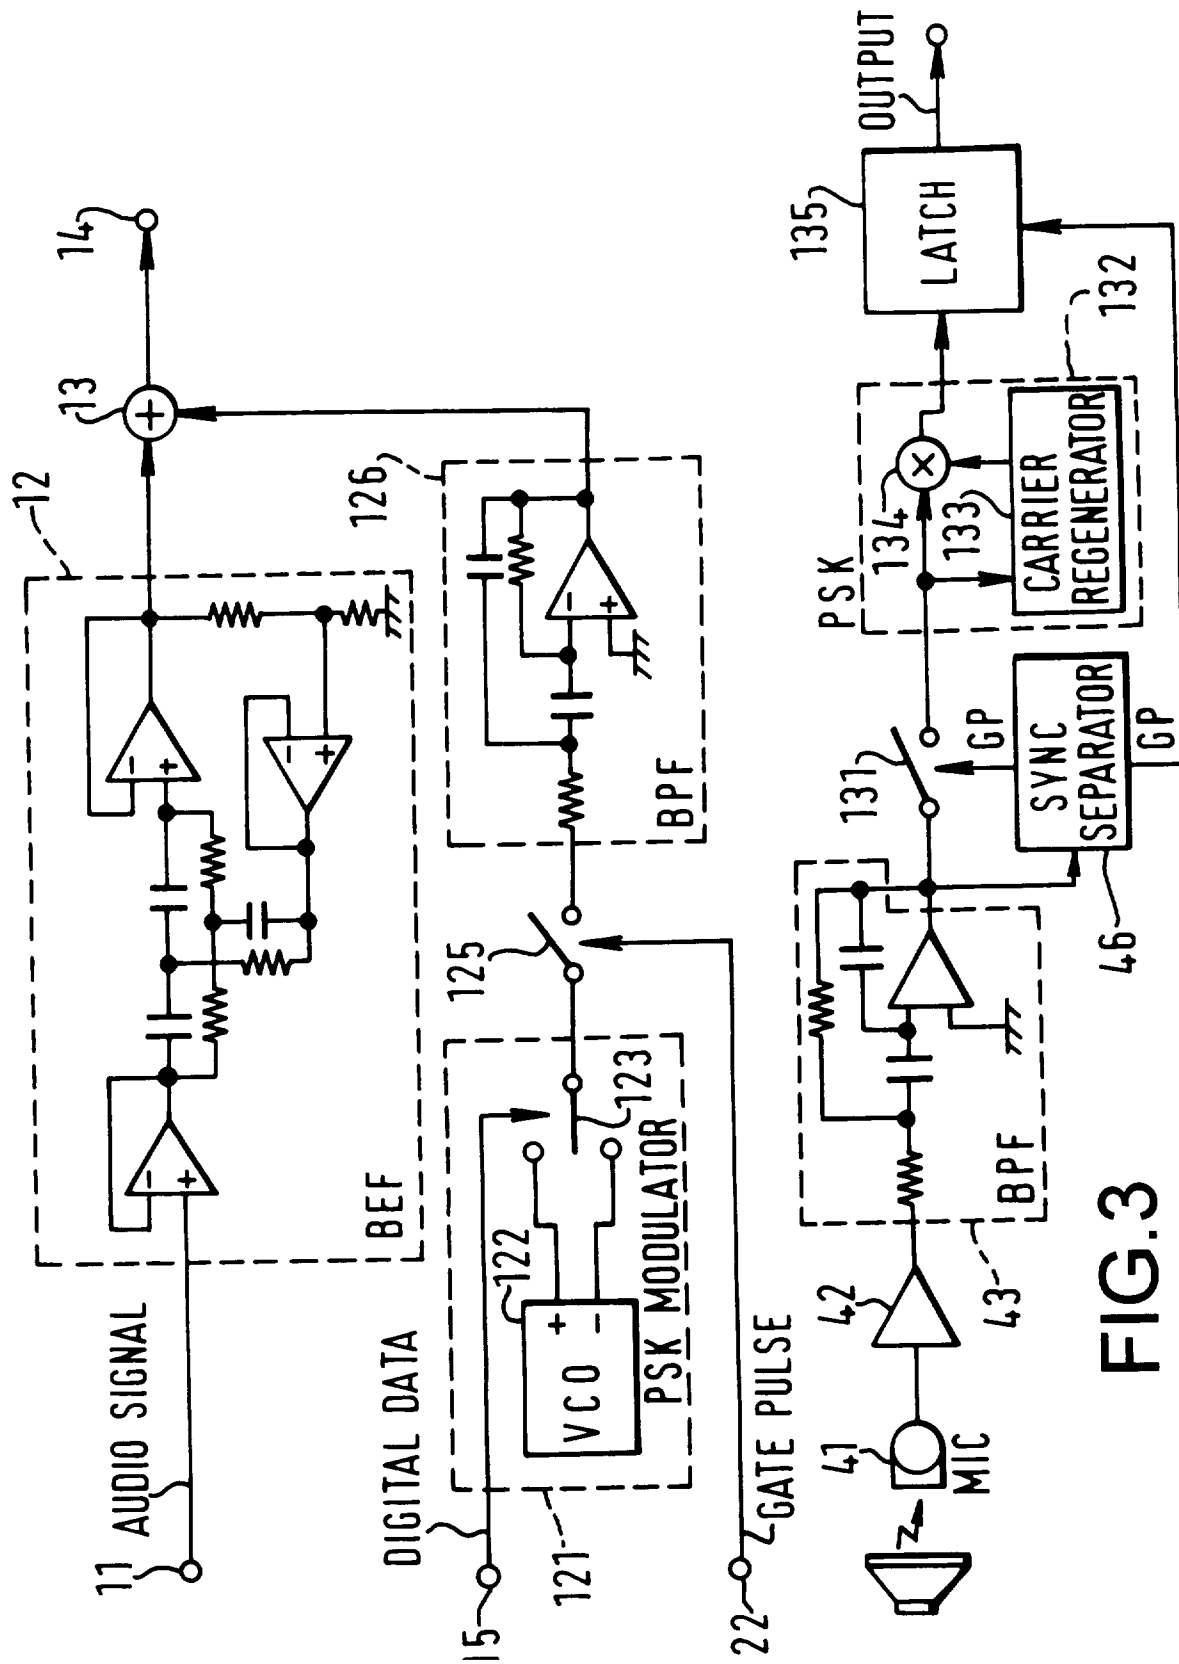 11
AUDIO SIGNAL
12
BEF
− +
− +
− +
13
+
14
15
DIGITAL DATA
121
122
VCO
+ −
123
PSK MODULATOR
125
126
BPF
− +
22
GATE PULSE
41
MIC
42
43
BPF
46
SYNC
SEPARATOR
GP
GP
131
PSK
134
×
133
CARRIER
REGENERATOR
132
135
LATCH
OUTPUT
FIG.3